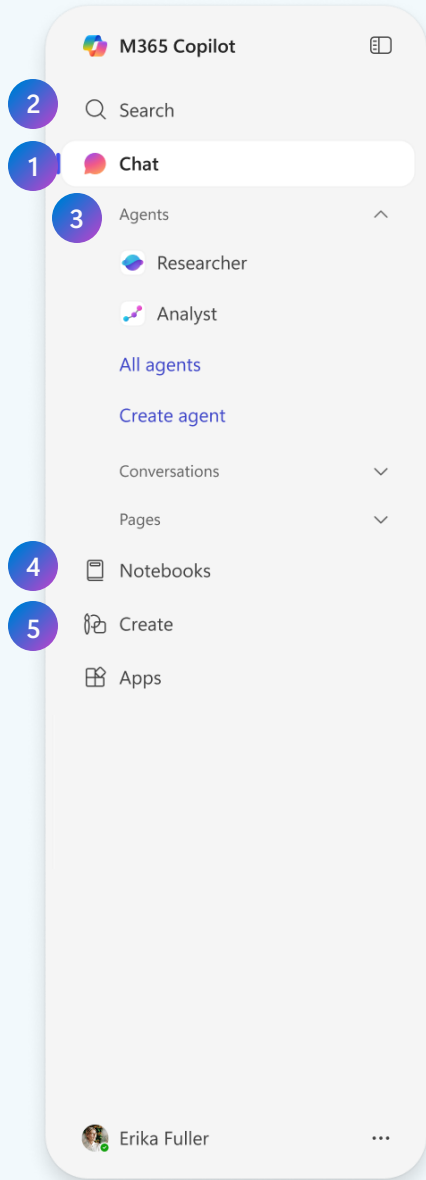 M365 Copilot
2 Search
1 Chat
3 Agents
Researcher
Analyst
All agents
Create agent
Conversations
Pages
4 Notebooks
5 Create
Apps
Erika Fuller